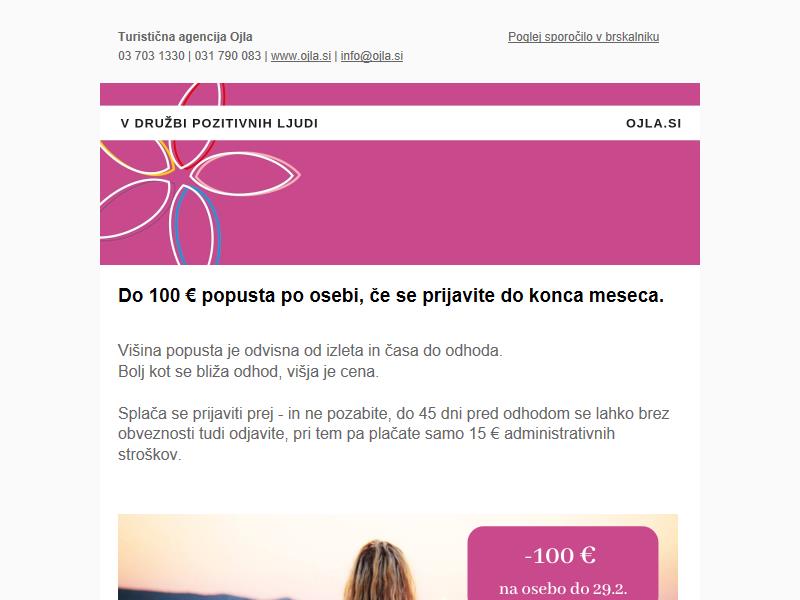 Turistična agencija Ojla
Poglej sporočilo v brskalniku
03 703 1330 | 031 790 083 | www.ojla.si | info@ojla.si
V DRUŽBI POZITIVNIH LJUDI
OJLA.SI
Do 100 € popusta po osebi, če se prijavite do konca meseca.
Višina popusta je odvisna od izleta in časa do odhoda.
Bolj kot se bliža odhod, višja je cena.
Splača se prijaviti prej - in ne pozabite, do 45 dni pred odhodom se lahko brez
obveznosti tudi odjavite, pri tem pa plačate samo 15 € administrativnih
stroškov.
-100 €
na osebo do 29.2.